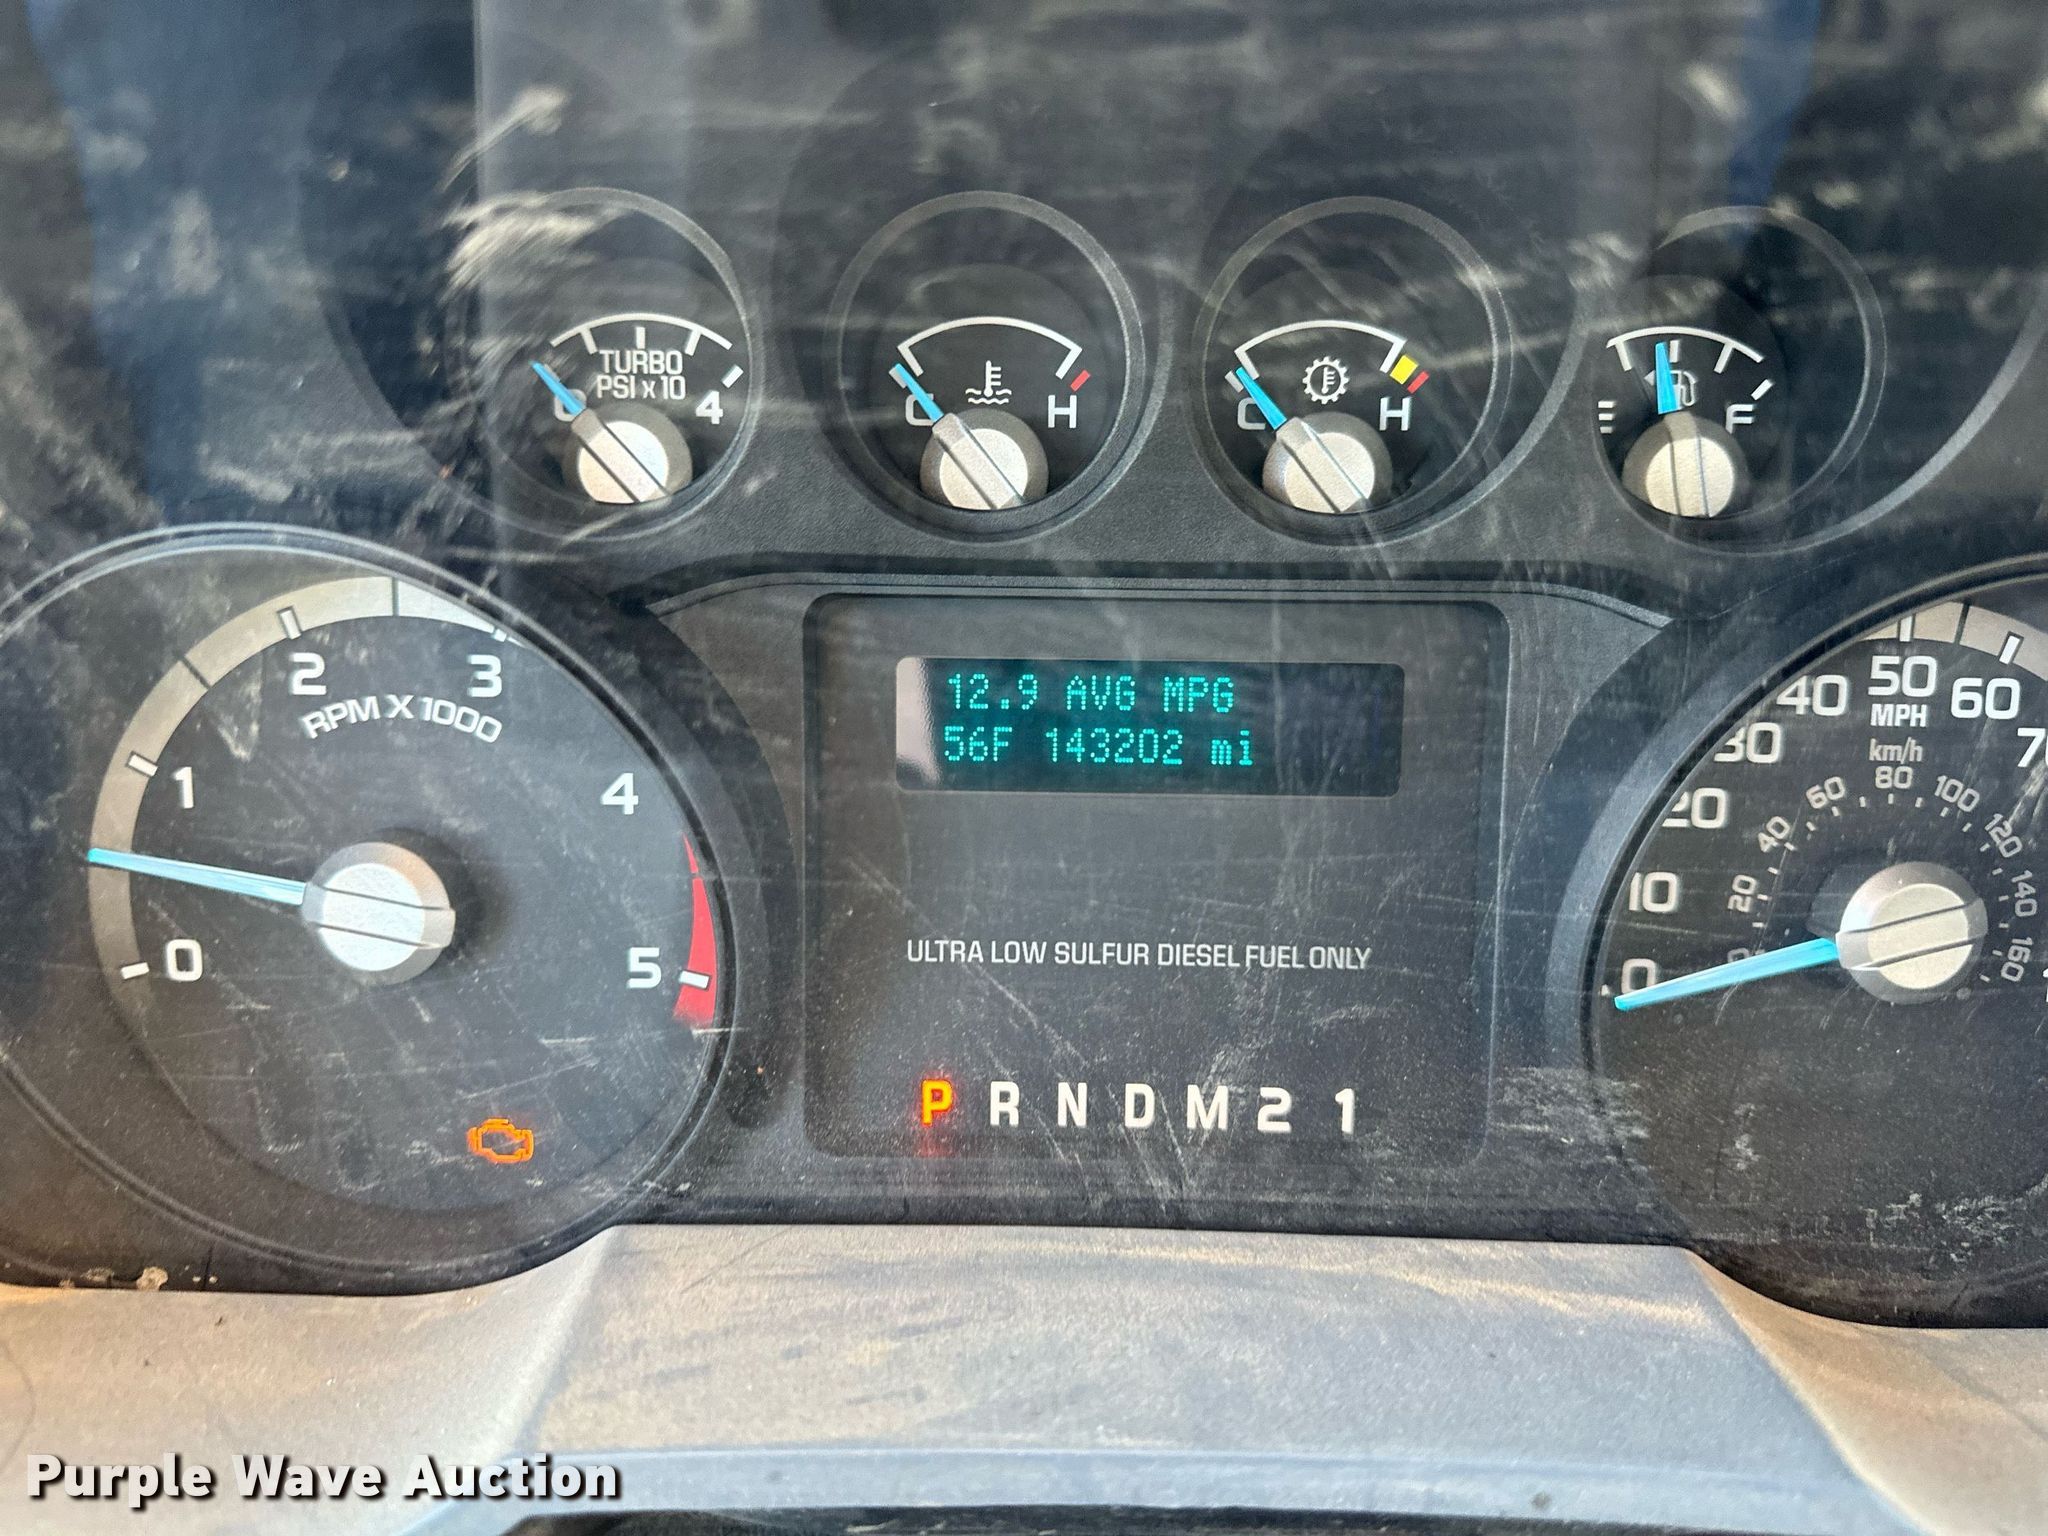 TURBO
PSI x 10
0 4
C H
C H
E F
0 1 2 3 4 5
RPM X 1000
12.9 AVG MPG
56F 143202 mi
ULTRA LOW SULFUR DIESEL FUEL ONLY
P R N D M 2 1
0 10 20 30 40 50 60
MPH
km/h
20 40 60 80 100 120 140 160
Purple Wave Auction